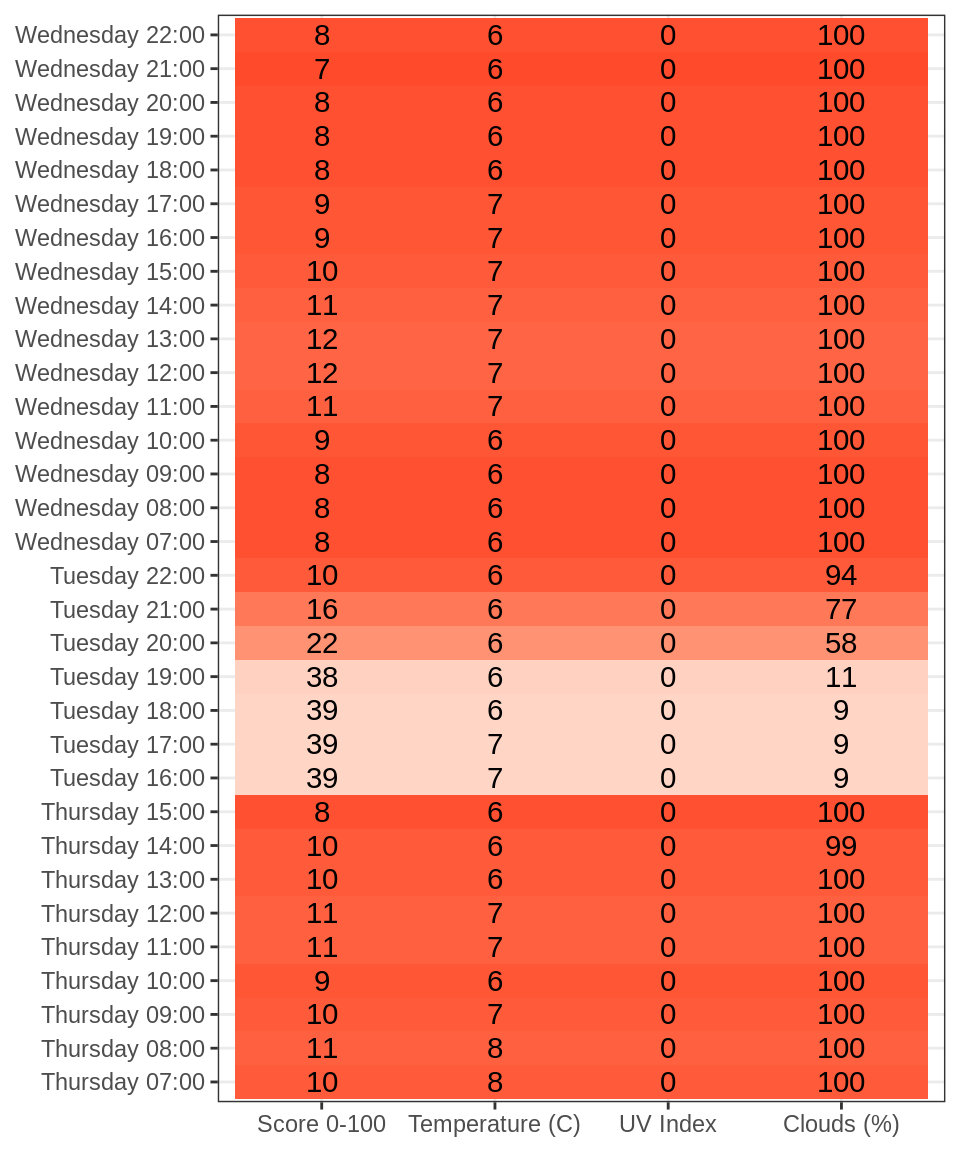 Wednesday 22:00 8 6 0 100
Wednesday 21:00 7 6 0 100
Wednesday 20:00 8 6 0 100
Wednesday 19:00 8 6 0 100
Wednesday 18:00 8 6 0 100
Wednesday 17:00 9 7 0 100
Wednesday 16:00 9 7 0 100
Wednesday 15:00 10 7 0 100
Wednesday 14:00 11 7 0 100
Wednesday 13:00 12 7 0 100
Wednesday 12:00 12 7 0 100
Wednesday 11:00 11 7 0 100
Wednesday 10:00 9 6 0 100
Wednesday 09:00 8 6 0 100
Wednesday 08:00 8 6 0 100
Wednesday 07:00 8 6 0 100
Tuesday 22:00 10 6 0 94
Tuesday 21:00 16 6 0 77
Tuesday 20:00 22 6 0 58
Tuesday 19:00 38 6 0 11
Tuesday 18:00 39 6 0 9
Tuesday 17:00 39 7 0 9
Tuesday 16:00 39 7 0 9
Thursday 15:00 8 6 0 100
Thursday 14:00 10 6 0 99
Thursday 13:00 10 6 0 100
Thursday 12:00 11 7 0 100
Thursday 11:00 11 7 0 100
Thursday 10:00 9 6 0 100
Thursday 09:00 10 7 0 100
Thursday 08:00 11 8 0 100
Thursday 07:00 10 8 0 100
Score 0-100 Temperature (C) UV Index Clouds (%)